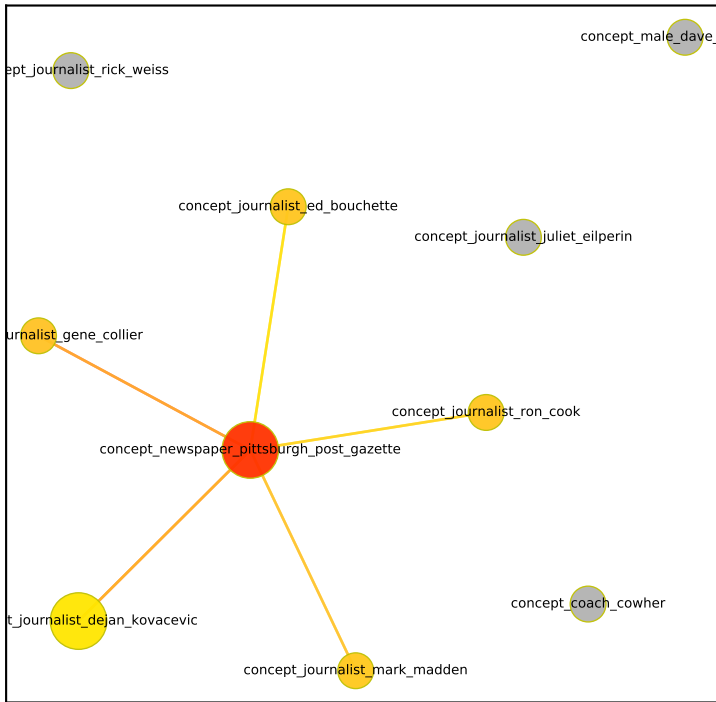 concept_male_dave_
ept_journalist_rick_weiss
concept_journalist_ed_bouchette
concept_journalist_juliet_eilperin
urnalist_gene_collier
concept_journalist_ron_cook
concept_newspaper_pittsburgh_post_gazette
concept_coach_cowher
t_journalist_dejan_kovacevic
concept_journalist_mark_madden